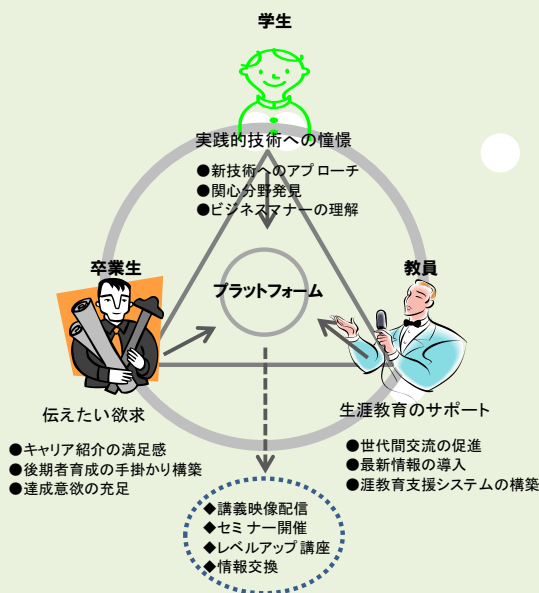 学生
実践的技術への憧憬
●新技術へのアプローチ
●関心分野発見
●ビジネスマナーの理解
卒業生
教員
プラットフォーム
伝えたい欲求
●キャリア紹介の満足感
●後期者育成の手掛かり構築
●達成意欲の充足
生涯教育のサポート
●世代間交流の促進
●最新情報の導入
●涯教育支援システムの構築
◆講義映像配信
◆セミナー開催
◆レベルアップ講座
◆情報交換